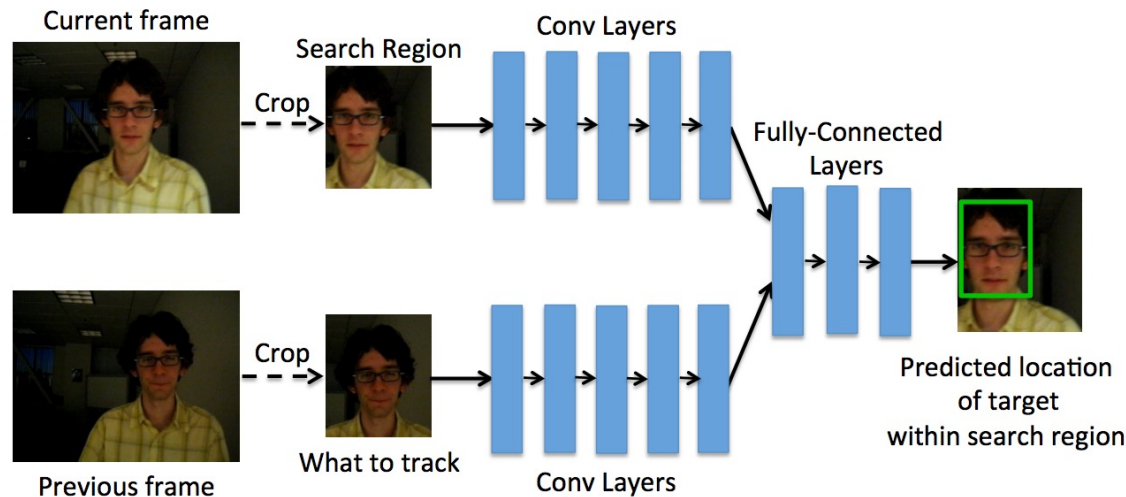 Current frame
Crop
Search Region
Conv Layers
Fully-Connected
Layers
Previous frame
Crop
What to track
Conv Layers
Predicted location
of target
within search region